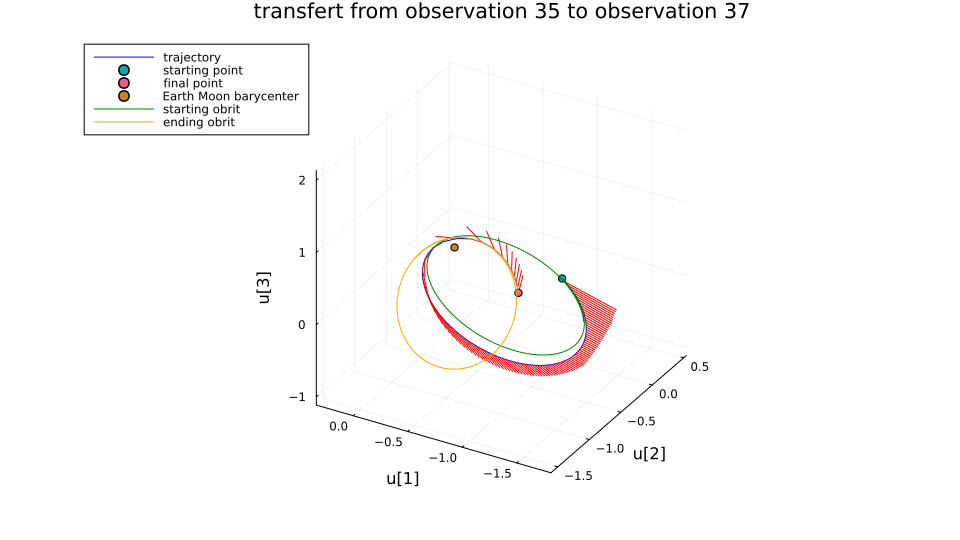 transfert from observation 35 to observation 37
trajectory
starting point
final point
Earth Moon barycenter
starting obrit
ending obrit
2
1
0
−1
u[3]
0.0
−0.5
−1.0
−1.5
u[1]
0.5
0.0
−0.5
−1.0
−1.5
u[2]